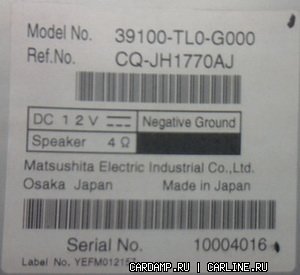 Model No. 39100-TL0-G000
Ref.No. CQ-JH1770AJ
DC 12V Negative Ground
Speaker 4Ω
Matsushita Electric Industrial Co.,Ltd.
Osaka Japan Made in Japan
Serial No. 10004016
Label No.
CARDAMP.RU | CARLINE.RU